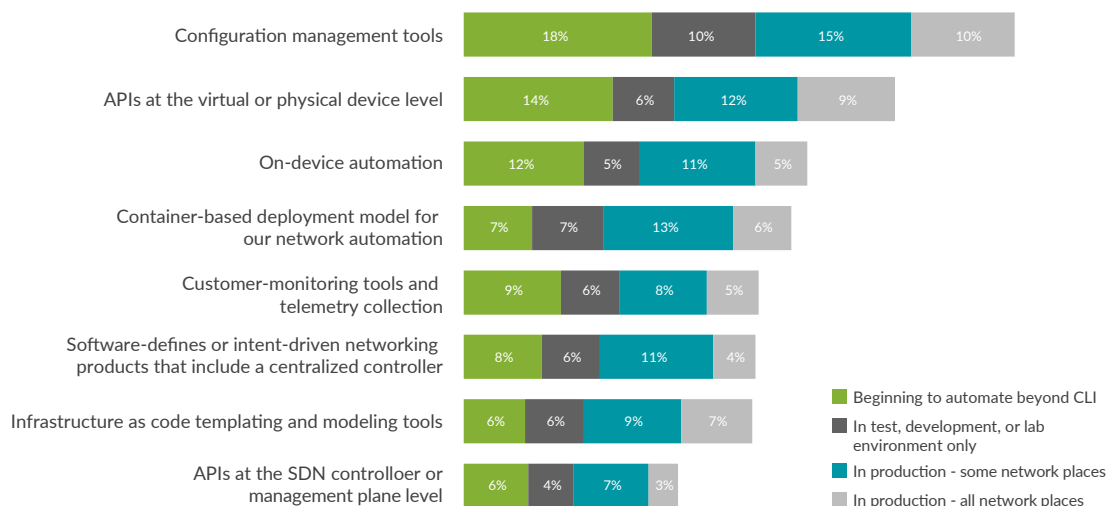 Configuration management tools
18%
10%
15%
10%
APIs at the virtual or physical device level
14%
6%
12%
9%
On-device automation
12%
5%
11%
5%
Container-based deployment model for
our network automation
7%
7%
13%
6%
Customer-monitoring tools and
telemetry collection
9%
6%
8%
5%
Software-defines or intent-driven networking
products that include a centralized controller
8%
6%
11%
4%
Infrastructure as code templating and modeling tools
6%
6%
9%
7%
APIs at the SDN controlloer or
management plane level
6%
4%
7%
3%
Beginning to automate beyond CLI
In test, development, or lab
environment only
In production - some network places
In production - all network places